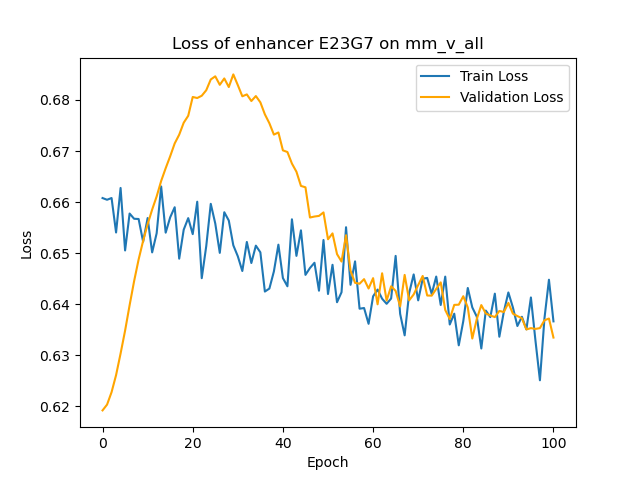 Loss of enhancer E23G7 on mm_v_all
Train Loss
Validation Loss
0.68
0.67
0.66
0.65
0.64
0.63
0.62
Loss
0
20
40
60
80
100
Epoch